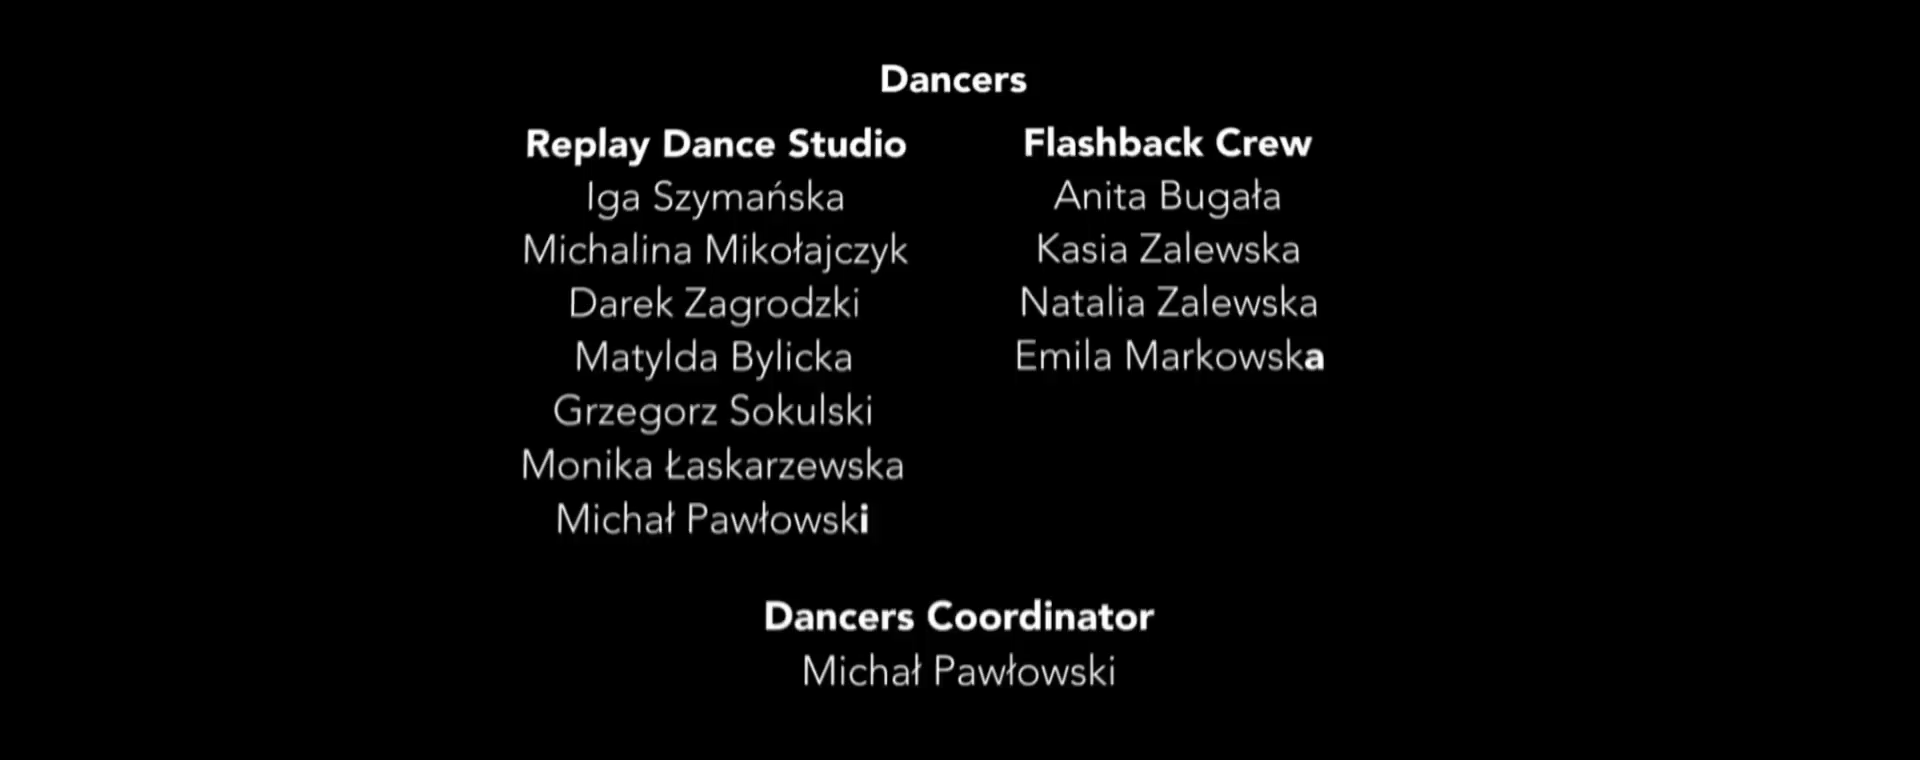 Dancers
Replay Dance Studio
Iga Szymańska
Michalina Mikołajczyk
Darek Zagrodzki
Matylda Bylicka
Grzegorz Sokulski
Monika Łaskarzewska
Michał Pawłowski
Flashback Crew
Anita Bugała
Kasia Zalewska
Natalia Zalewska
Emila Markowska
Dancers Coordinator
Michał Pawłowski